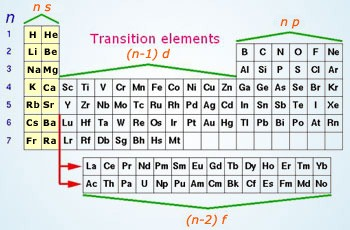 n s
n p
n
1 H He
Transition elements
(n-1) d
2 Li Be B C N O F Ne
3 Na Mg Al Si P S Cl Ar
4 K Ca Sc Ti V Cr Mn Fe Co Ni Cu Zn Ga Ge As Se Br Kr
5 Rb Sr Y Zr Nb Mo Tc Ru Rh Pd Ag Cd In Sn Sb Te I Xe
6 Cs Ba Lu Hf Ta W Re Os Ir Pt Au Hg Tl Pb Bi Po At Rn
7 Fr Ra Lr Rf Db Sg Bh Hs Mt
La Ce Pr Nd Pm Sm Eu Gd Tb Dy Ho Er Tm Yb
Ac Th Pa U Np Pu Am Cm Bk Cf Es Fm Md No
(n-2) f